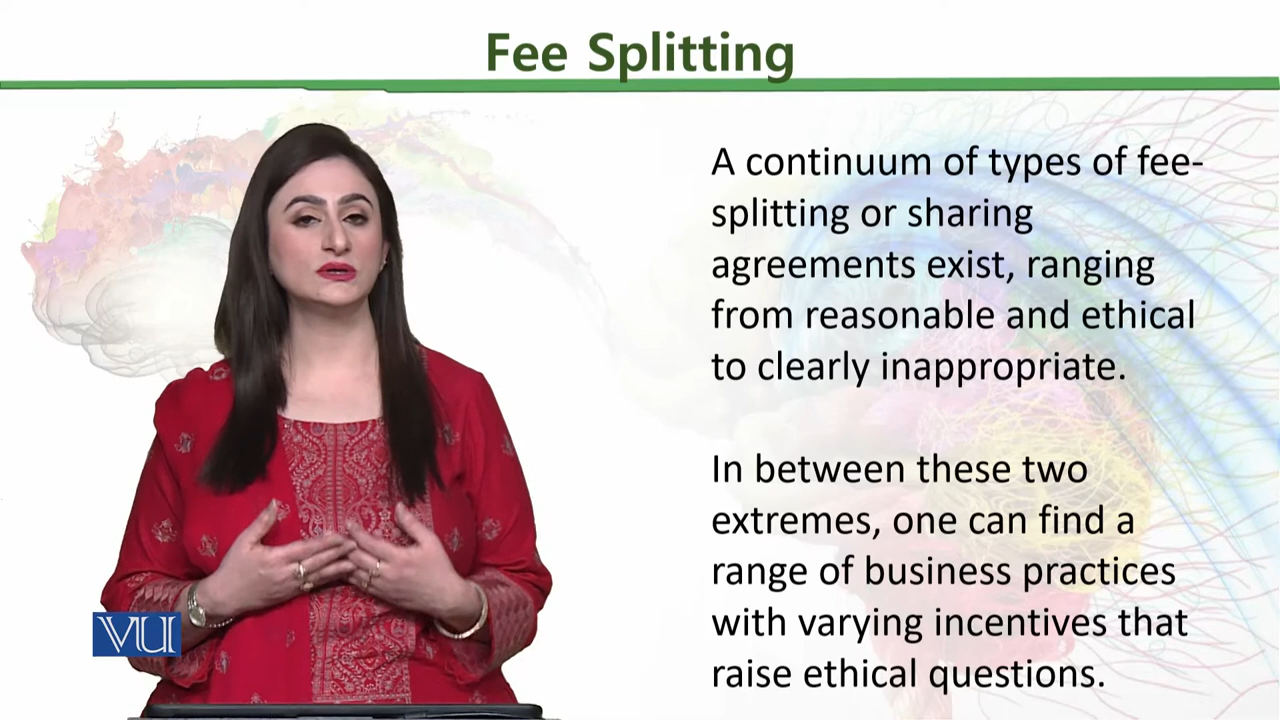 Fee Splitting
A continuum of types of fee-
splitting or sharing
agreements exist, ranging
from reasonable and ethical
to clearly inappropriate.
In between these two
extremes, one can find a
range of business practices
with varying incentives that
raise ethical questions.
VU